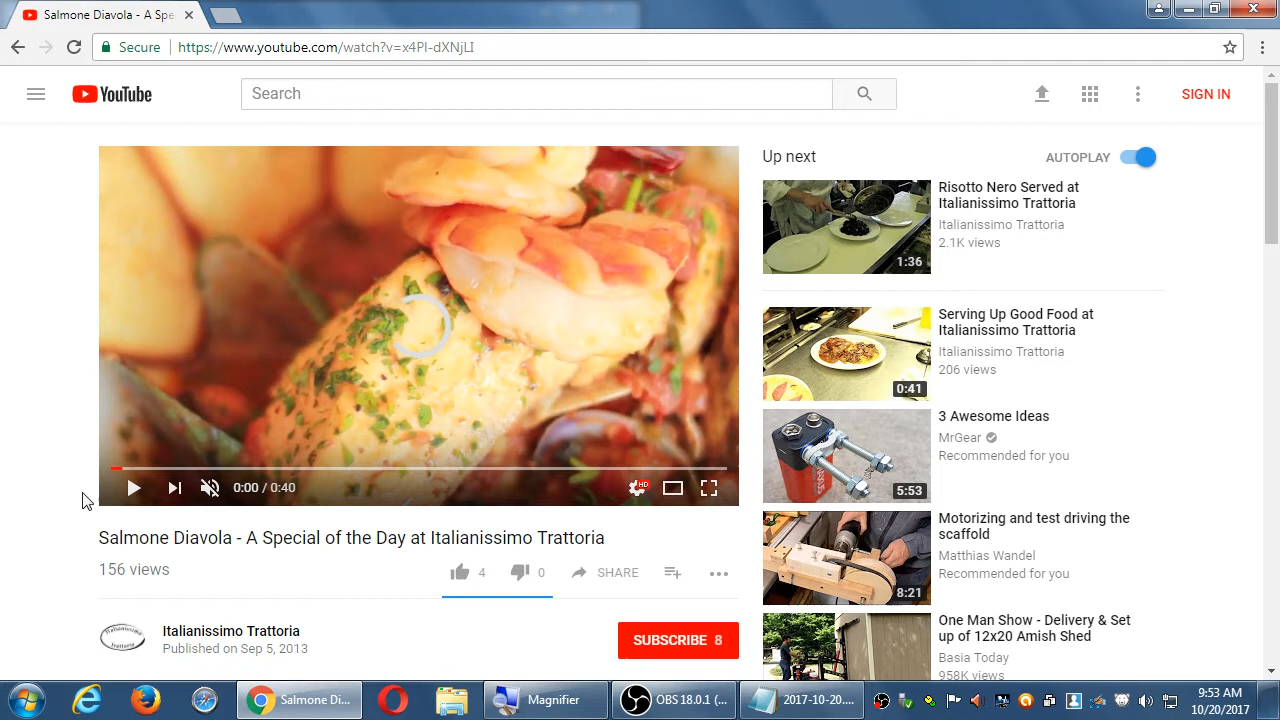 Salmone Diavola - A Spe
Secure
https://www.youtube.com/watch?v=x4PI-dXNjLI
YouTube
Search
SIGN IN
Up next
AUTOPLAY
Risotto Nero Served at
Italianissimo Trattoria
Italianissimo Trattoria
2.1K views
1:36
Serving Up Good Food at
Italianissimo Trattoria
Italianissimo Trattoria
206 views
0:41
3 Awesome Ideas
MrGear
Recommended for you
5:53
Motorizing and test driving the
scaffold
Matthias Wandel
Recommended for you
8:21
One Man Show - Delivery & Set
up of 12x20 Amish Shed
Basia Today
958K views
0:00 / 0:40
HD
Salmone Diavola - A Special of the Day at Italianissimo Trattoria
156 views
4
0
SHARE
Italianissimo Trattoria
Italianissimo Trattoria
Published on Sep 5, 2013
SUBSCRIBE 8
Salmone Di...
Magnifier
OBS 18.0.1 (...
2017-10-20....
9:53 AM
10/20/2017